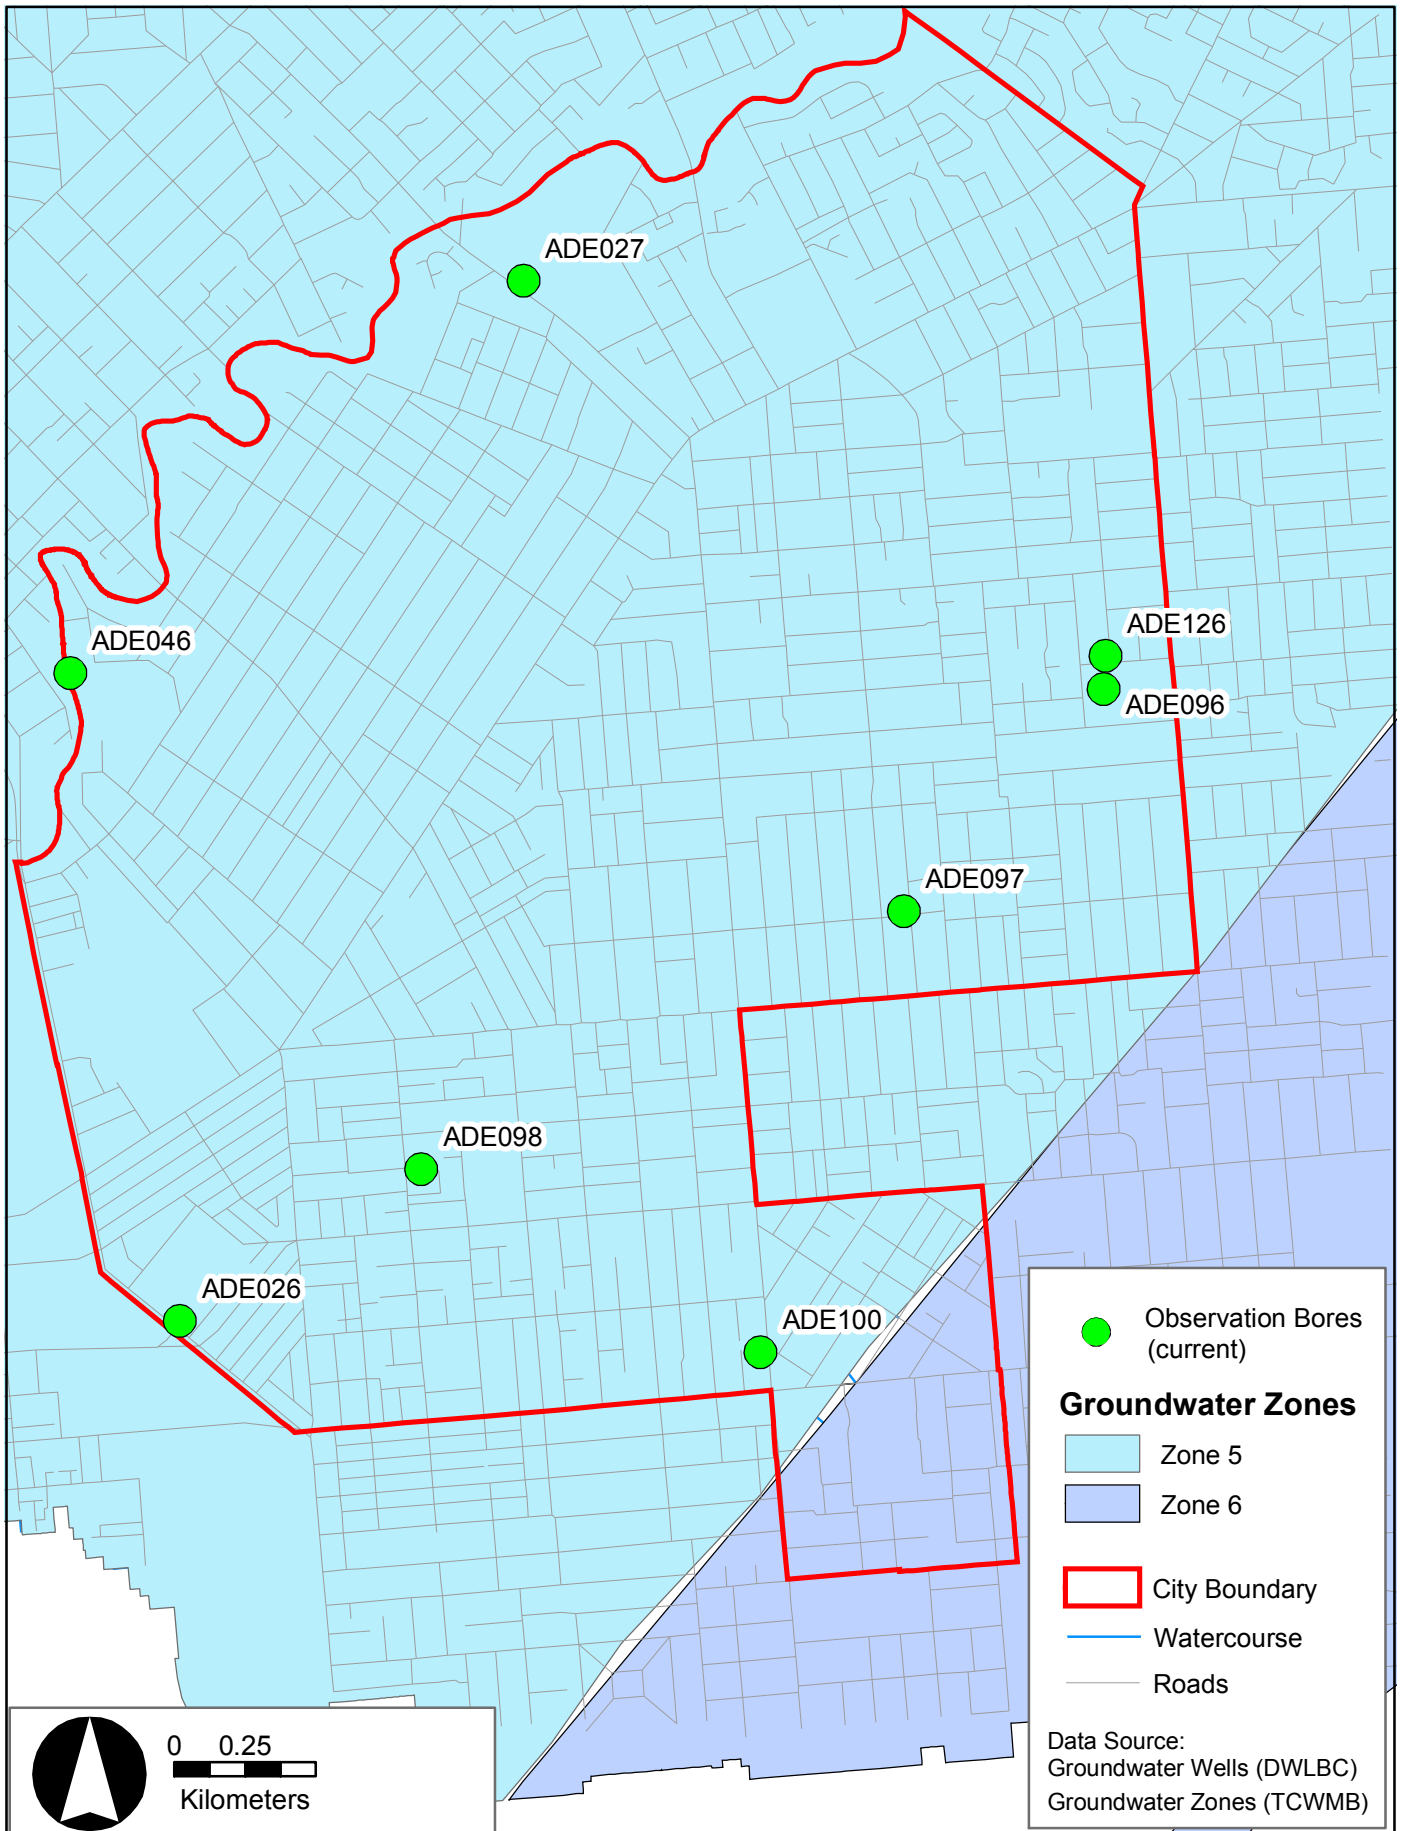 ADE027
ADE046
ADE126
ADE096
ADE097
ADE098
ADE026
ADE100
Observation Bores
(current)
Groundwater Zones
Zone 5
Zone 6
City Boundary
Watercourse
Roads
Data Source:
Groundwater Wells (DWLBC)
Groundwater Zones (TCWMB)
0 0.25
Kilometers